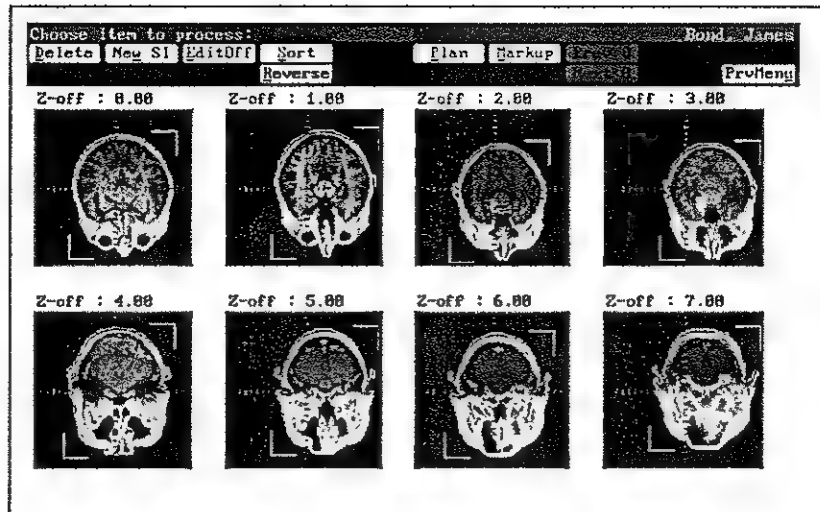 Choose Item to process: Bond, James
Delete New SI EditOff Sort Plan Markup
Reverse PrvMenu
Z-off : 0.00 Z-off : 1.00 Z-off : 2.00 Z-off : 3.00
Z-off : 4.00 Z-off : 5.00 Z-off : 6.00 Z-off : 7.00